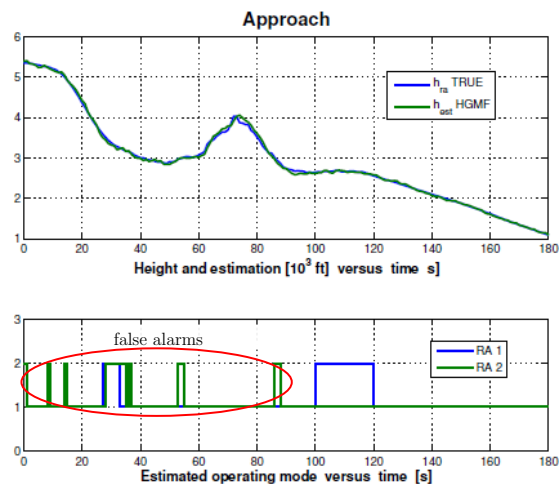 Approach
6
5
4
3
2
1
h_ra TRUE
h_est HGMF
0 20 40 60 80 100 120 140 160 180
Height and estimation [10^3 ft] versus time s]
3
2
1
0
false alarms
RA 1
RA 2
0 20 40 60 80 100 120 140 160 180
Estimated operating mode versus time [s]